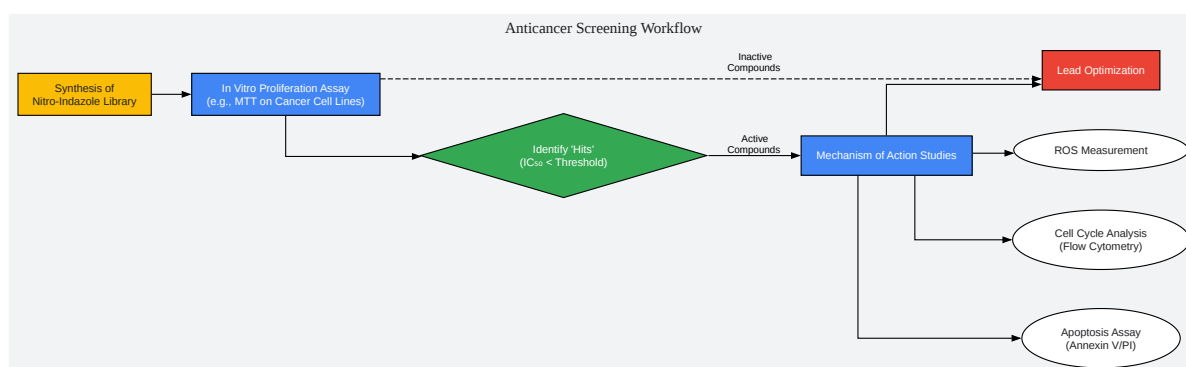 Anticancer Screening Workflow
Synthesis of
Nitro-Indazole Library
In Vitro Proliferation Assay
(e.g., MTT on Cancer Cell Lines)
Inactive
Compounds
Lead Optimization
Identify 'Hits'
(IC₅₀ < Threshold)
Active
Compounds
Mechanism of Action Studies
ROS Measurement
Cell Cycle Analysis
(Flow Cytometry)
Apoptosis Assay
(Annexin V/PI)